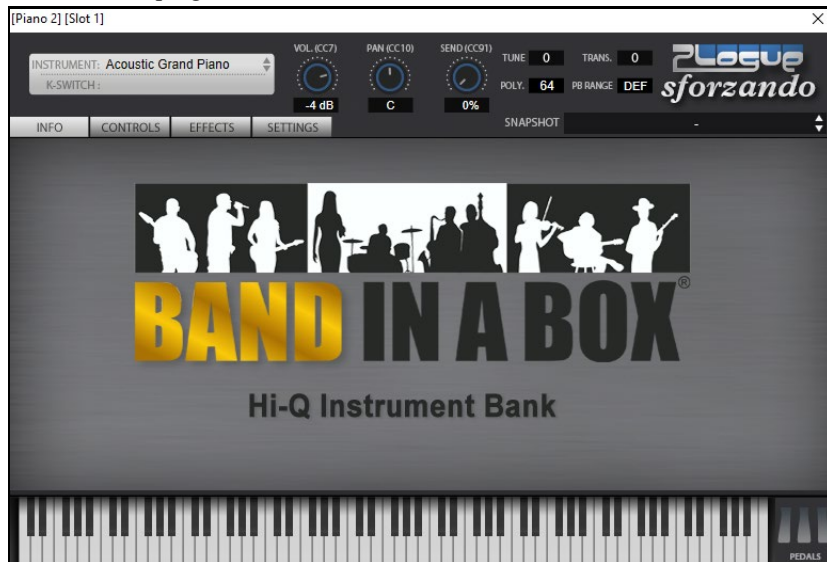 [Piano 2] [Slot 1]
VOL. (CC7) PAN (CC10) SEND (CC91)
INSTRUMENT: Acoustic Grand Piano
K-SWITCH :
TUNE 0 TRANS. 0
POLY. 64 PB RANGE DEF
-4 dB C 0%
Plogue
sforzando
INFO CONTROLS EFFECTS SETTINGS
SNAPSHOT -
BAND IN A BOX®
Hi-Q Instrument Bank
PEDALS